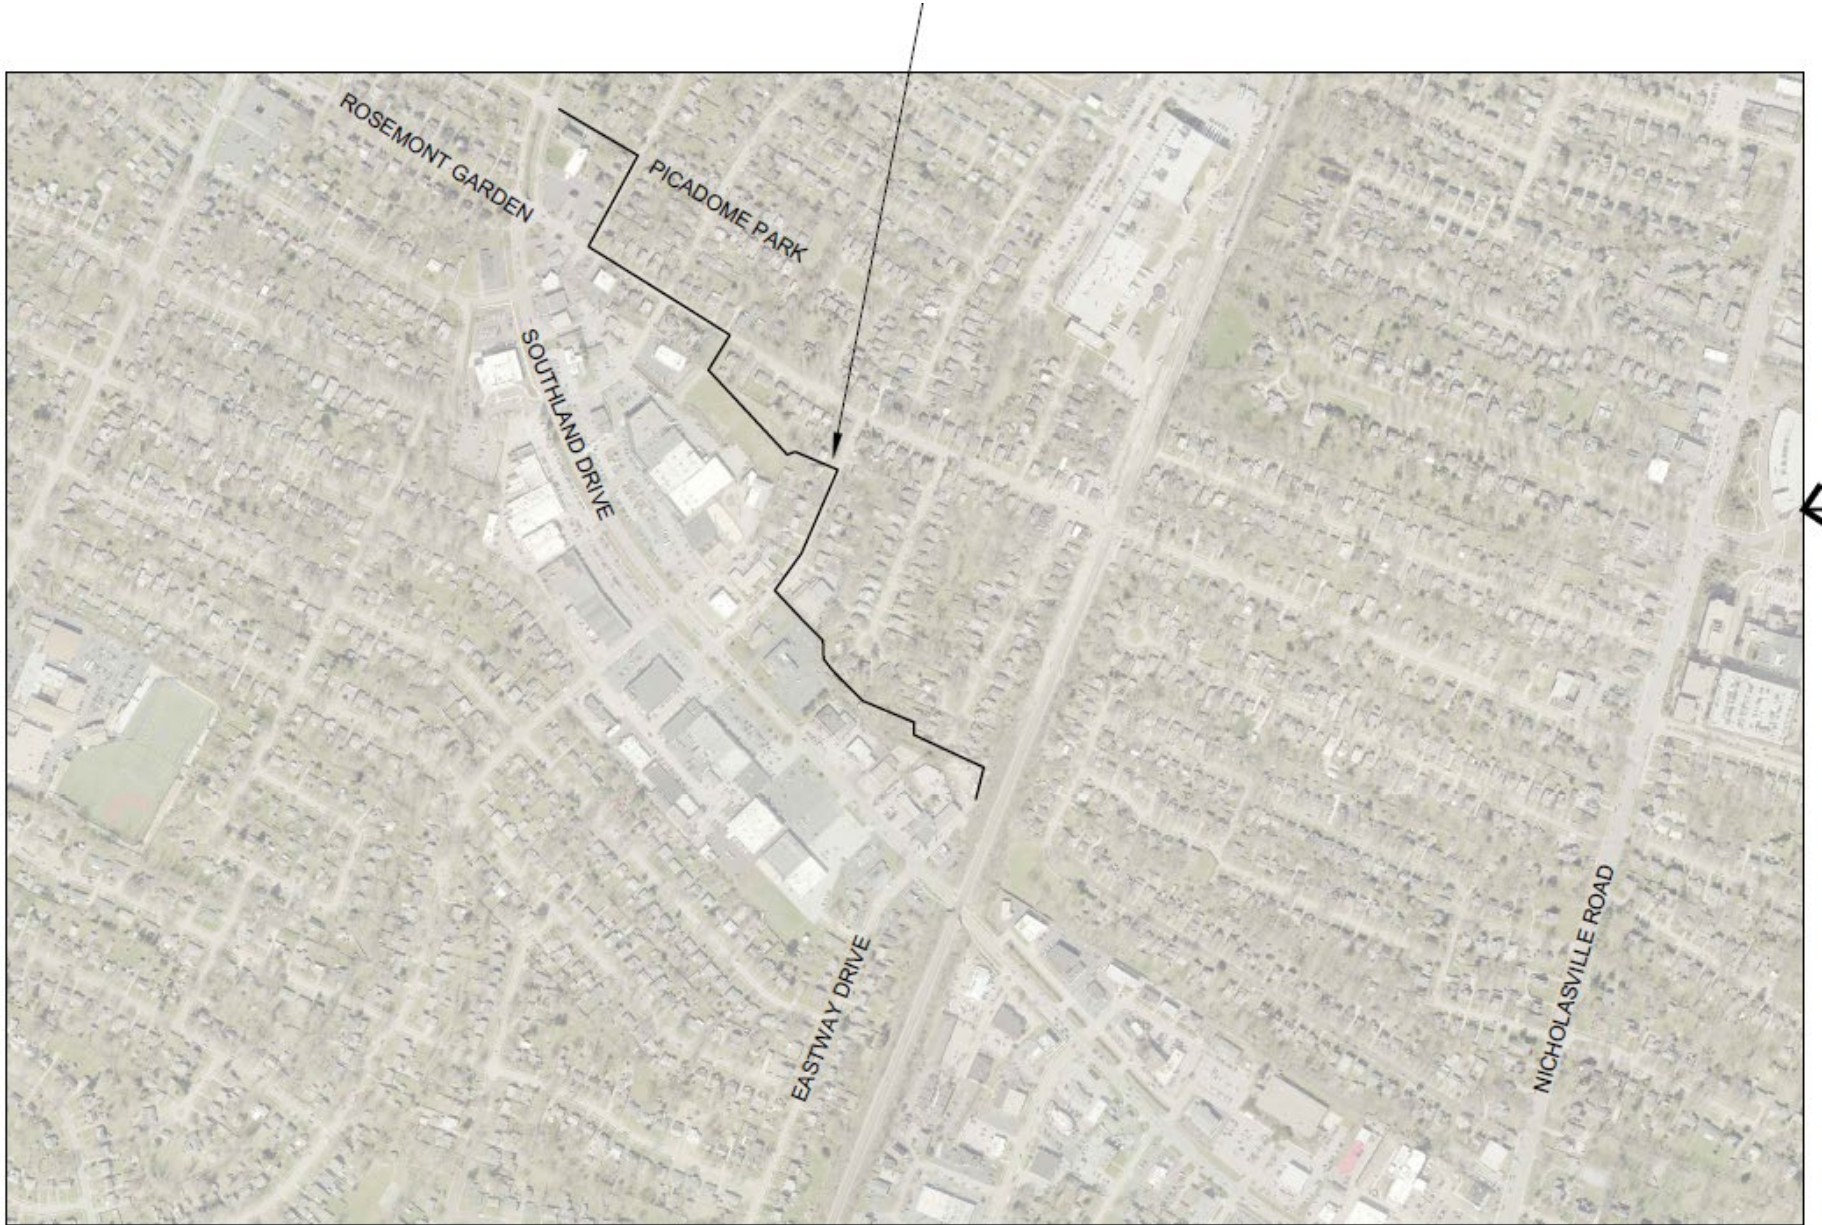 ROSEMONT GARDEN
PICADOME PARK
SOUTHLAND DRIVE
EASTWAY DRIVE
NICHOLASVILLE ROAD